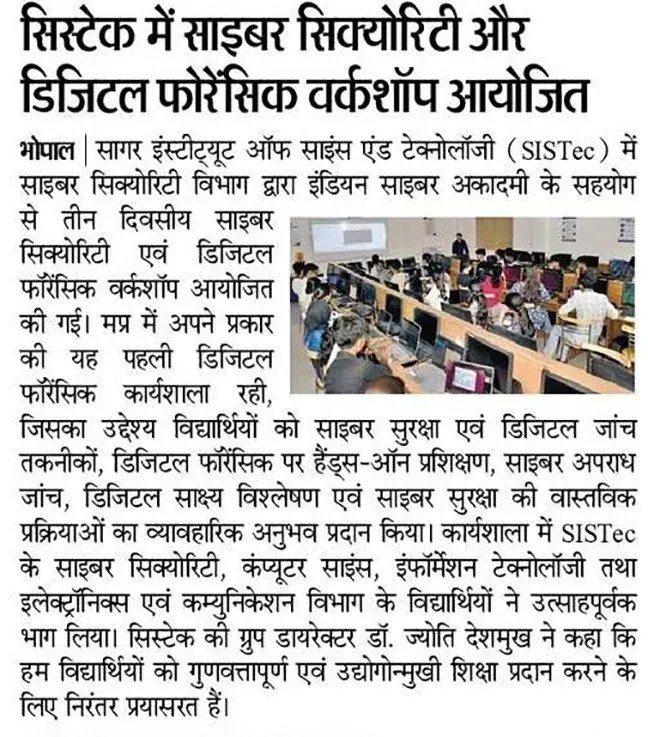 सिस्टेक में साइबर सिक्योरिटी और
डिजिटल फोरेंसिक वर्कशॉप आयोजित
भोपाल | सागर इंस्टीट्यूट ऑफ साइंस एंड टेक्नोलॉजी (SISTec) में
साइबर सिक्योरिटी विभाग द्वारा इंडियन साइबर अकादमी के सहयोग
से तीन दिवसीय साइबर
सिक्योरिटी एवं डिजिटल
फॉरेंसिक वर्कशॉप आयोजित
की गई। मप्र में अपने प्रकार
की यह पहली डिजिटल
फॉरेंसिक कार्यशाला रही,
जिसका उद्देश्य विद्यार्थियों को साइबर सुरक्षा एवं डिजिटल जांच
तकनीकों, डिजिटल फॉरेंसिक पर हैंड्स-ऑन प्रशिक्षण, साइबर अपराध
जांच, डिजिटल साक्ष्य विश्लेषण एवं साइबर सुरक्षा की वास्तविक
प्रक्रियाओं का व्यावहारिक अनुभव प्रदान किया। कार्यशाला में SISTec
के साइबर सिक्योरिटी, कंप्यूटर साइंस, इंफॉर्मेशन टेक्नोलॉजी तथा
इलेक्ट्रॉनिक्स एवं कम्युनिकेशन विभाग के विद्यार्थियों ने उत्साहपूर्वक
भाग लिया। सिस्टेक की ग्रुप डायरेक्टर डॉ. ज्योति देशमुख ने कहा कि
हम विद्यार्थियों को गुणवत्तापूर्ण एवं उद्योगोन्मुखी शिक्षा प्रदान करने के
लिए निरंतर प्रयासरत हैं।